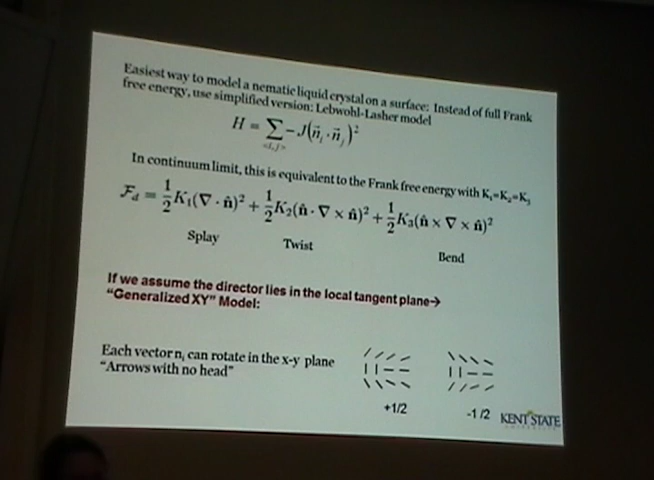 Easiest way to model a nematic liquid crystal on a surface: Instead of full Frank
free energy, use simplified version: Lebwohl-Lasher model
H = ∑ -J(n⃗ᵢ · n⃗ⱼ)²
<i,j>
In continuum limit, this is equivalent to the Frank free energy with K₁=K₂=K₃
ℱ_d = ½K₁(∇ · n̂)² + ½K₂(n̂ · ∇ × n̂)² + ½K₃(n̂ × ∇ × n̂)²
Splay Twist Bend
If we assume the director lies in the local tangent plane→
"Generalized XY" Model:
Each vector nᵢ can rotate in the x-y plane
"Arrows with no head"
+1/2 -1/2
KENT STATE